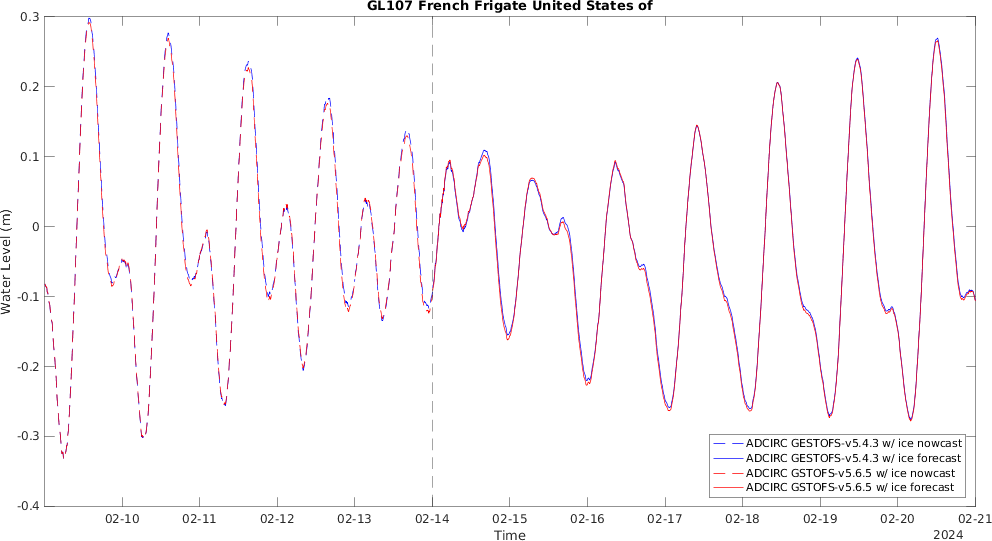 GL107 French Frigate United States of
0.3
0.2
0.1
0
-0.1
-0.2
-0.3
-0.4
Water Level (m)
ADCIRC GESTOFS-v5.4.3 w/ ice nowcast
ADCIRC GESTOFS-v5.4.3 w/ ice forecast
ADCIRC GSTOFS-v5.6.5 w/ ice nowcast
ADCIRC GSTOFS-v5.6.5 w/ ice forecast
02-10 02-11 02-12 02-13 02-14 02-15 02-16 02-17 02-18 02-19 02-20 02-21
Time
2024